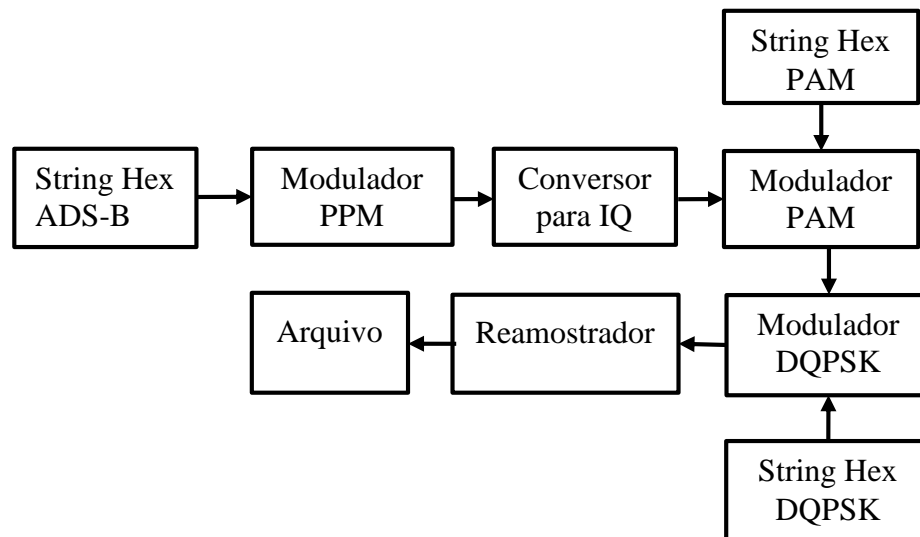 String Hex
PAM
String Hex
ADS-B
Modulador
PPM
Conversor
para IQ
Modulador
PAM
Arquivo
Reamostrador
Modulador
DQPSK
String Hex
DQPSK